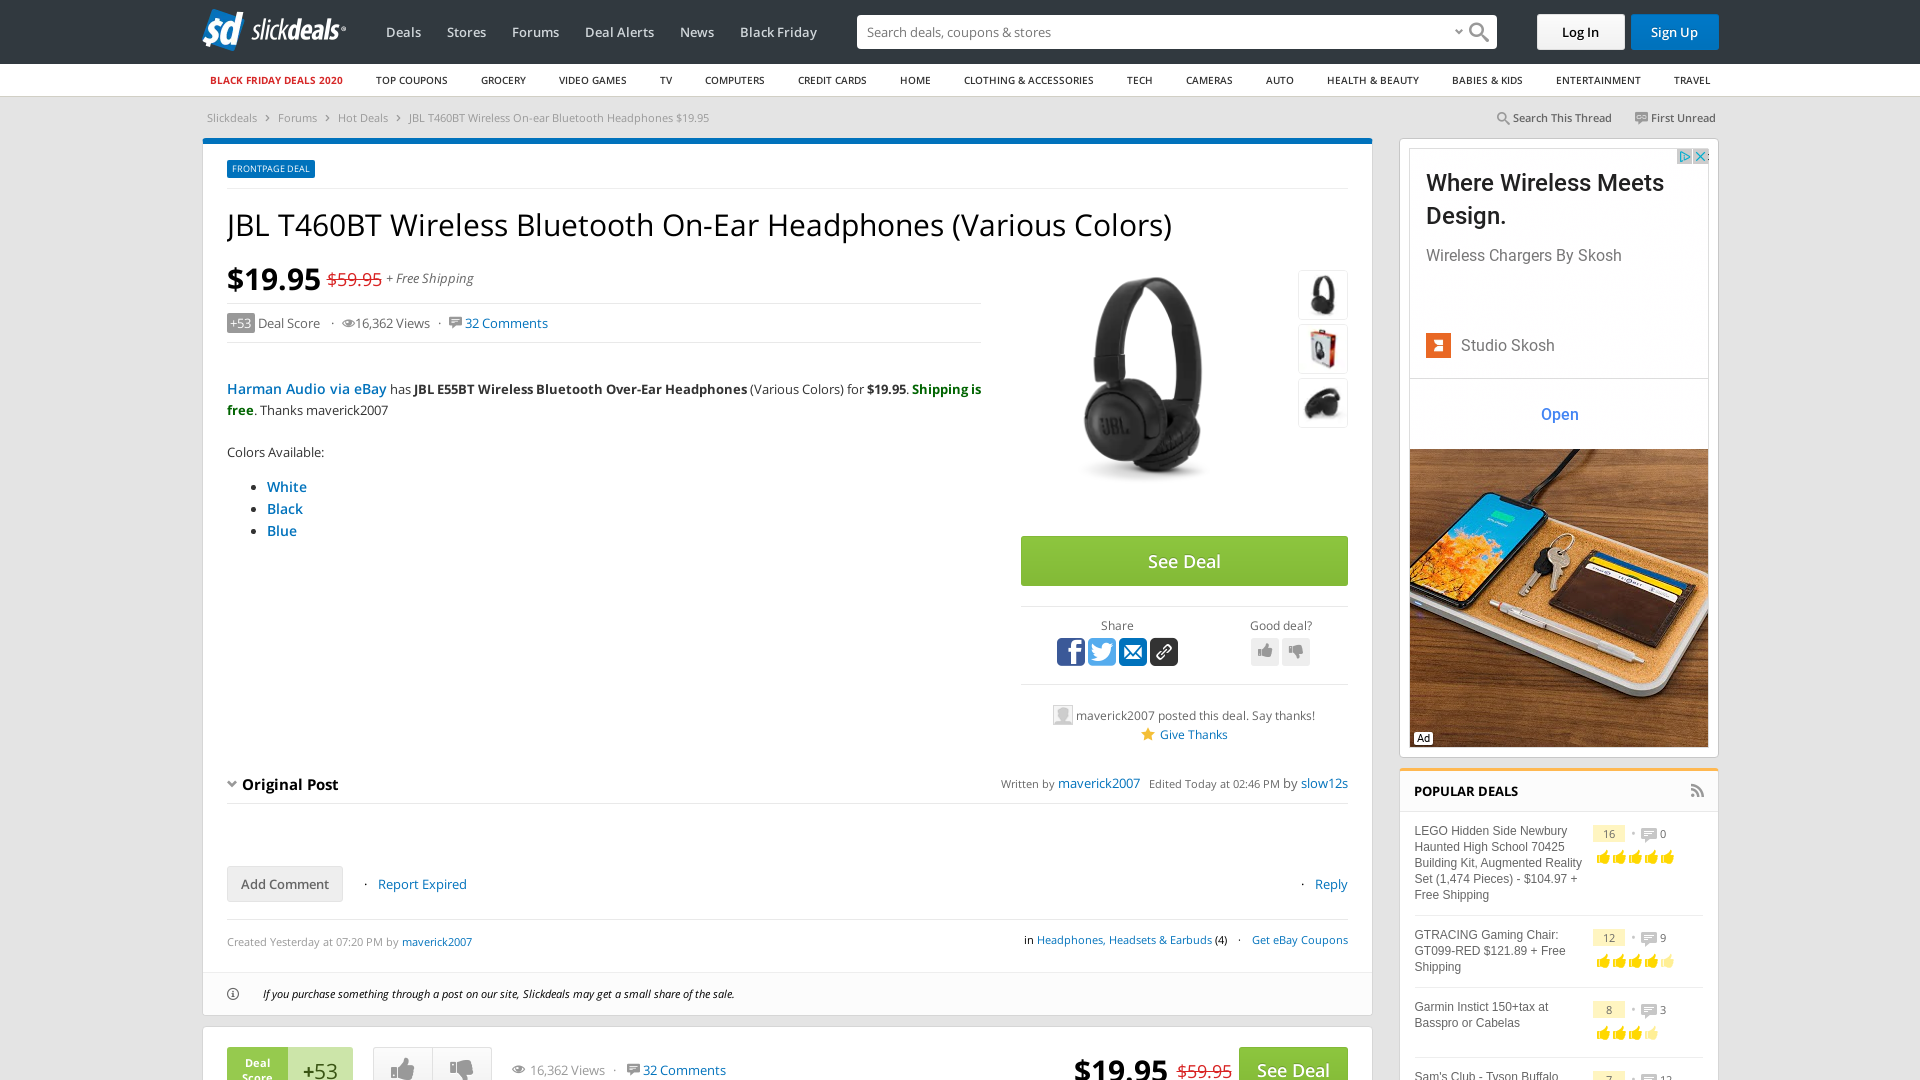 slickdeals
Deals Stores Forums Deal Alerts News Black Friday
Search deals, coupons & stores
Log In Sign Up
BLACK FRIDAY DEALS 2020 TOP COUPONS GROCERY VIDEO GAMES TV COMPUTERS CREDIT CARDS HOME CLOTHING & ACCESSORIES TECH CAMERAS AUTO HEALTH & BEAUTY BABIES & KIDS ENTERTAINMENT TRAVEL
Slickdeals › Forums › Hot Deals › JBL T460BT Wireless On-ear Bluetooth Headphones $19.95
Search This Thread First Unread
FRONTPAGE DEAL
JBL T460BT Wireless Bluetooth On-Ear Headphones (Various Colors)
$19.95 $59.95 + Free Shipping
+53 Deal Score · 16,362 Views · 32 Comments
Harman Audio via eBay has JBL E55BT Wireless Bluetooth Over-Ear Headphones (Various Colors) for $19.95. Shipping is
free. Thanks maverick2007
Colors Available:
• White
• Black
• Blue
JBL
See Deal
Share Good deal?
maverick2007 posted this deal. Say thanks!
Give Thanks
Original Post
Written by maverick2007 Edited Today at 02:46 PM by slow12s
Add Comment · Report Expired
· Reply
Created Yesterday at 07:20 PM by maverick2007
in Headphones, Headsets & Earbuds (4) · Get eBay Coupons
If you purchase something through a post on our site, Slickdeals may get a small share of the sale.
Deal
Score
+53
16,362 Views · 32 Comments
$19.95 $59.95
See Deal
Where Wireless Meets
Design.
Wireless Chargers By Skosh
Studio Skosh
Open
Ad
POPULAR DEALS
LEGO Hidden Side Newbury
Haunted High School 70425
Building Kit, Augmented Reality
Set (1,474 Pieces) - $104.97 +
Free Shipping
16 • 0
GTRACING Gaming Chair:
GT099-RED $121.89 + Free
Shipping
12 • 9
Garmin Instict 150+tax at
Basspro or Cabelas
8 • 3
Sam's Club - Tyson Buffalo
7 • 12